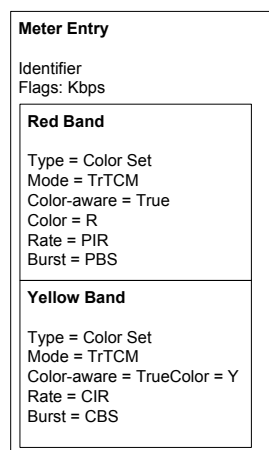 Meter Entry
Identifier
Flags: Kbps
Red Band
Type = Color Set
Mode = TrTCM
Color-aware = True
Color = R
Rate = PIR
Burst = PBS
Yellow Band
Type = Color Set
Mode = TrTCM
Color-aware = TrueColor = Y
Rate = CIR
Burst = CBS